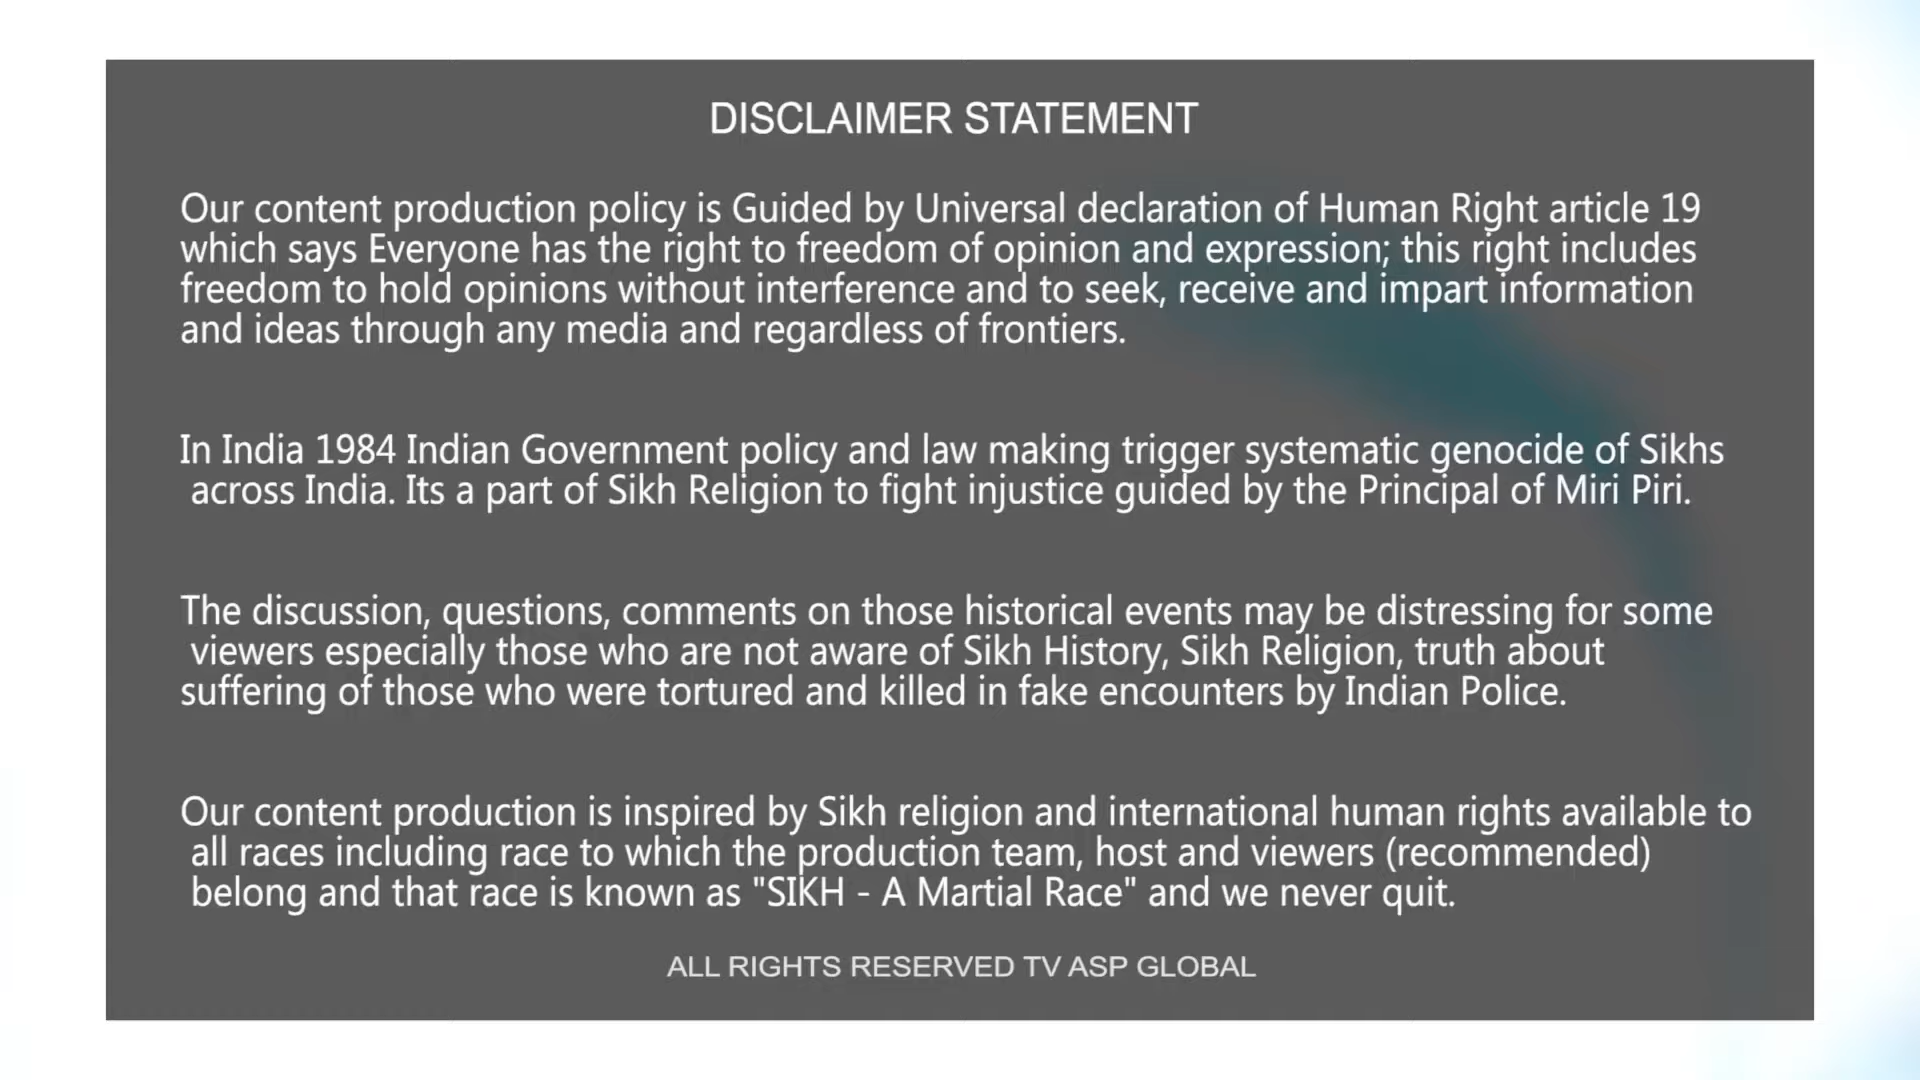 DISCLAIMER STATEMENT
Our content production policy is Guided by Universal declaration of Human Right article 19
which says Everyone has the right to freedom of opinion and expression; this right includes
freedom to hold opinions without interference and to seek, receive and impart information
and ideas through any media and regardless of frontiers.
In India 1984 Indian Government policy and law making trigger systematic genocide of Sikhs
across India. Its a part of Sikh Religion to fight injustice guided by the Principal of Miri Piri.
The discussion, questions, comments on those historical events may be distressing for some
viewers especially those who are not aware of Sikh History, Sikh Religion, truth about
suffering of those who were tortured and killed in fake encounters by Indian Police.
Our content production is inspired by Sikh religion and international human rights available to
all races including race to which the production team, host and viewers (recommended)
belong and that race is known as "SIKH - A Martial Race" and we never quit.
ALL RIGHTS RESERVED TV ASP GLOBAL